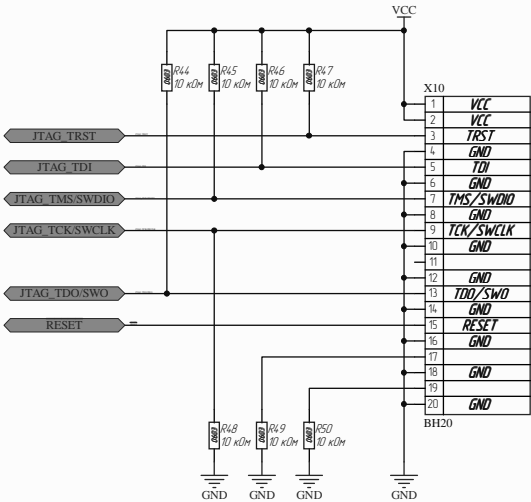 VCC
R44 R45 R46 R47
0603 0603 0603 0603
10 кОм 10 кОм 10 кОм 10 кОм
X10
1 VCC
2 VCC
JTAG_TRST 3 TRST
4 GND
JTAG_TDI 5 TDI
6 GND
JTAG_TMS/SWDIO 7 TMS/SWDIO
8 GND
JTAG_TCK/SWCLK 9 TCK/SWCLK
10 GND
11
12 GND
JTAG_TDO/SWO 13 TDO/SWO
14 GND
RESET 15 RESET
16 GND
17
18 GND
19
20 GND
BH20
R48 R49 R50
0603 0603 0603
10 кОм 10 кОм 10 кОм
GND GND GND GND